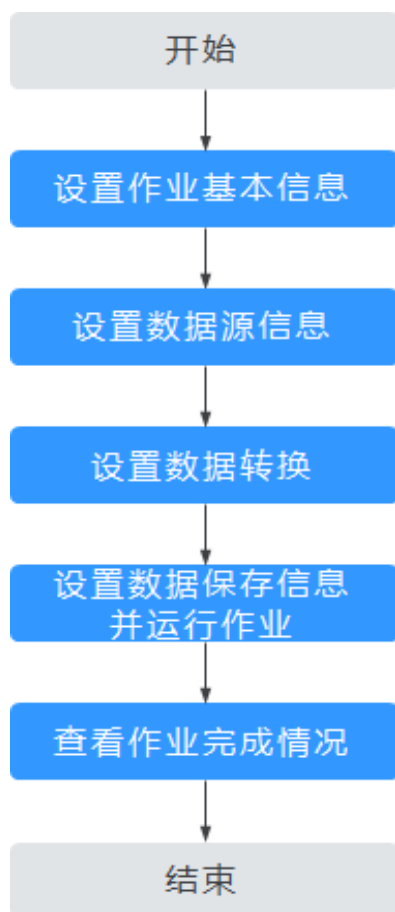 开始
设置作业基本信息
设置数据源信息
设置数据转换
设置数据保存信息
并运行作业
查看作业完成情况
结束